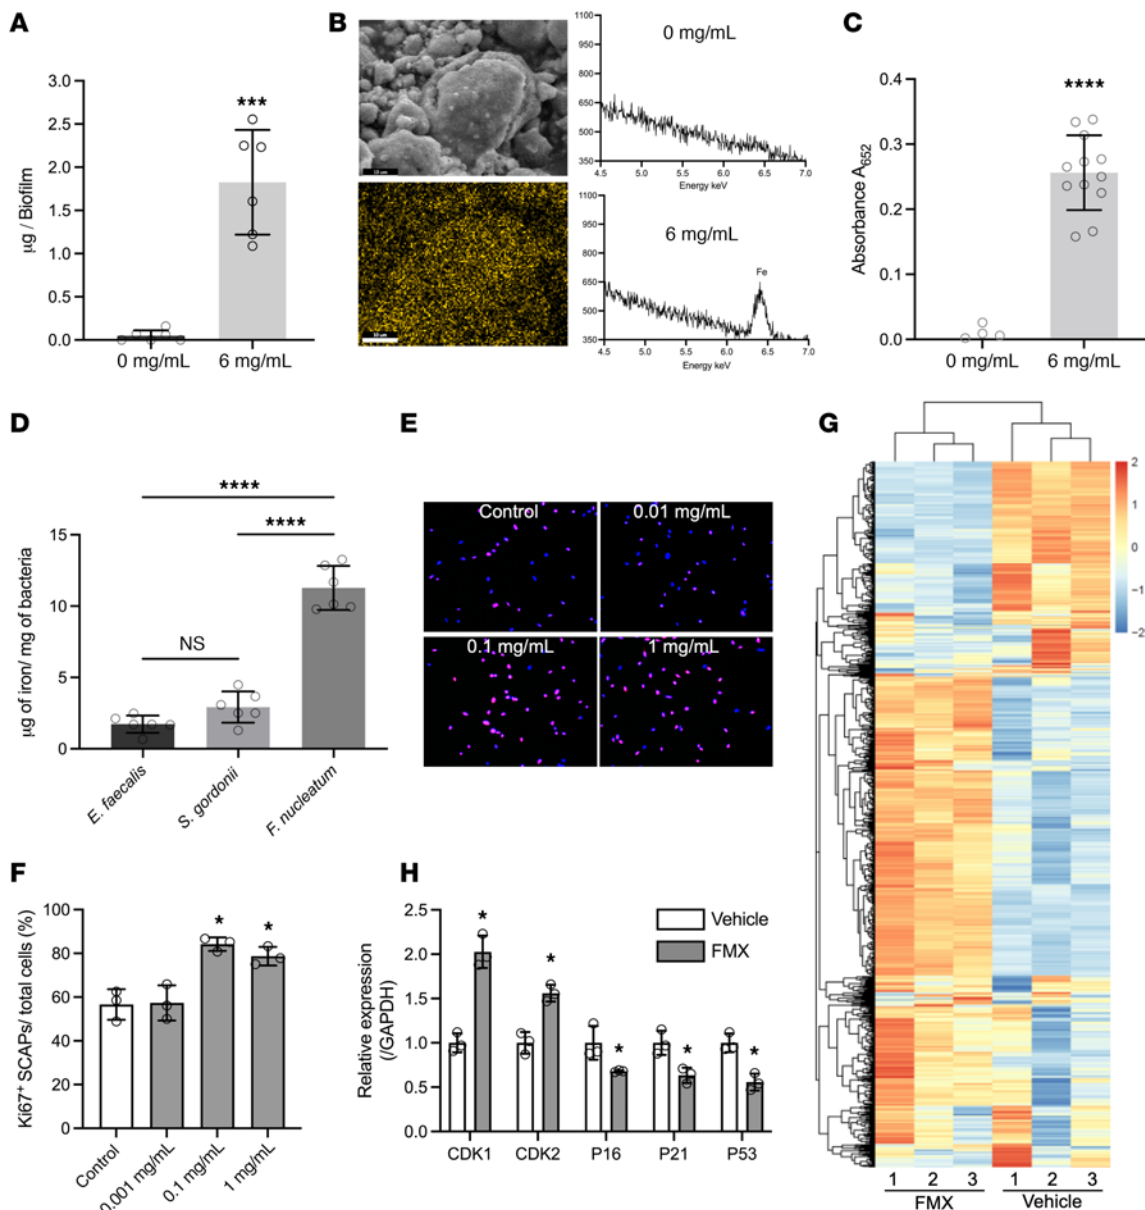 A
μg / Biofilm
3.0
2.5
2.0
1.5
1.0
0.5
0.0
***
0 mg/mL
6 mg/mL
B
1100
950
800
650
500
350
0 mg/mL
4.5
5.0
5.5
6.0
6.5
7.0
Energy keV
1100
950
800
650
500
350
6 mg/mL
Fe
4.5
5.0
5.5
6.0
6.5
7.0
Energy keV
C
Absorbance A652
0.4
0.3
0.2
0.1
0.0
****
0 mg/mL
6 mg/mL
D
μg of iron/ mg of bacteria
15
10
5
0
****
****
NS
E. faecalis
S. gordonii
F. nucleatum
E
Control
0.01 mg/mL
0.1 mg/mL
1 mg/mL
F
Ki67+ SCAPs/ total cells (%)
100
80
60
40
20
0
*
*
Control
0.001 mg/mL
0.1 mg/mL
1 mg/mL
H
Relative expression
(/GAPDH)
2.5
2.0
1.5
1.0
0.5
0.0
*
*
*
*
*
Vehicle
FMX
CDK1
CDK2
P16
P21
P53
G
2
1
0
−1
−2
1 2 3 1 2 3
FMX Vehicle